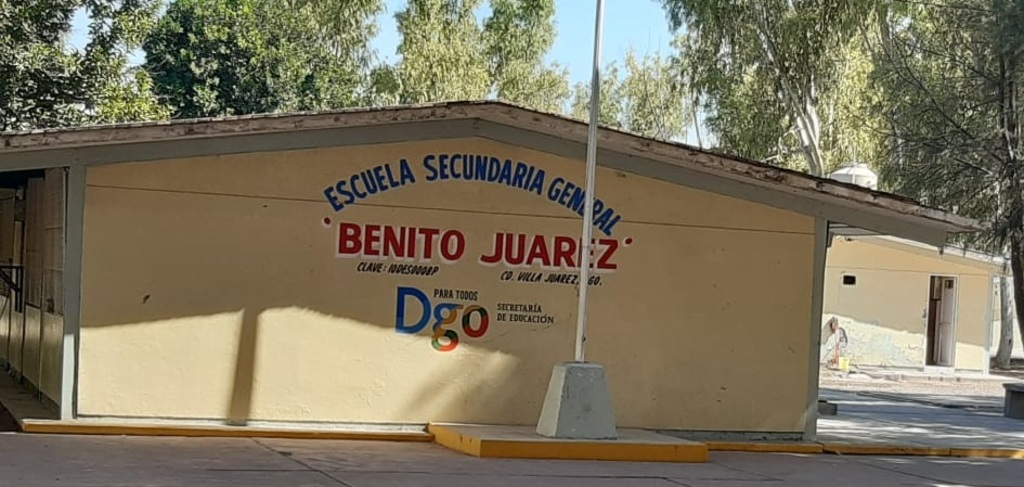 ESCUELA SECUNDARIA GENERAL
"BENITO JUAREZ"
CLAVE: 10DES0008P CD. VILLA JUAREZ, DGO.
PARA TODOS
Dgo
SECRETARÍA
DE EDUCACIÓN